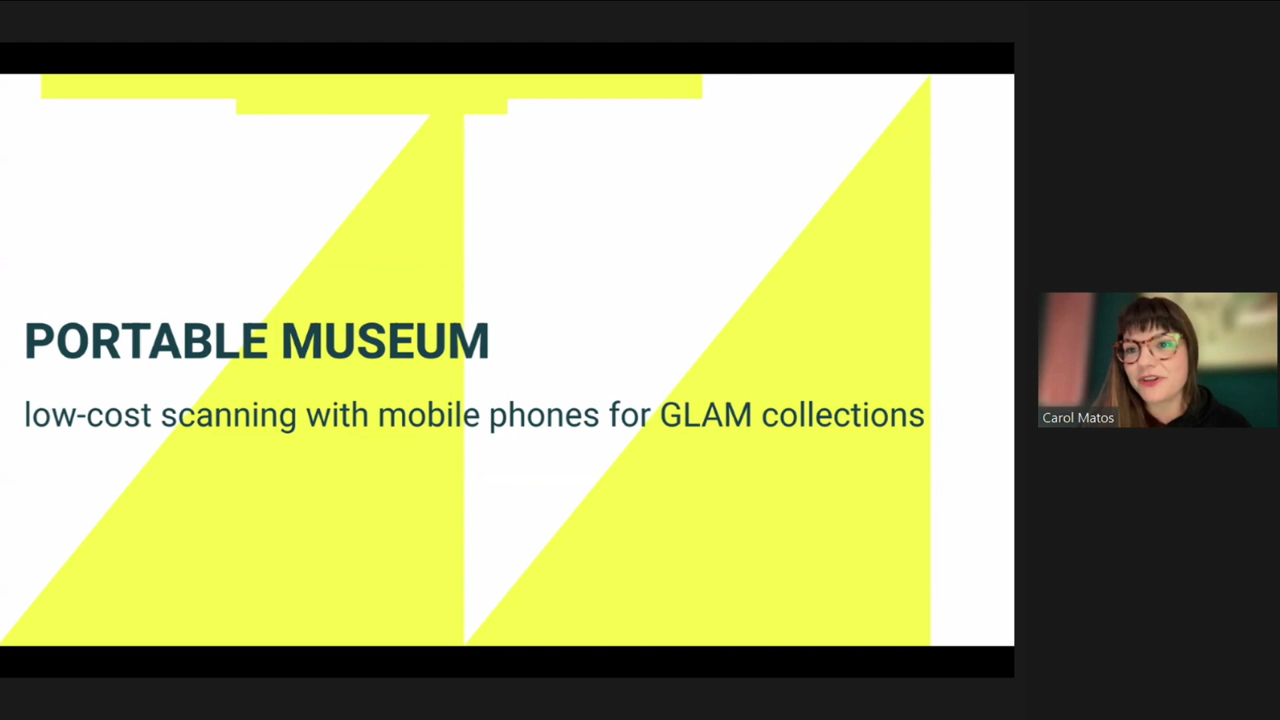 PORTABLE MUSEUM
low-cost scanning with mobile phones for GLAM collections
Carol Matos